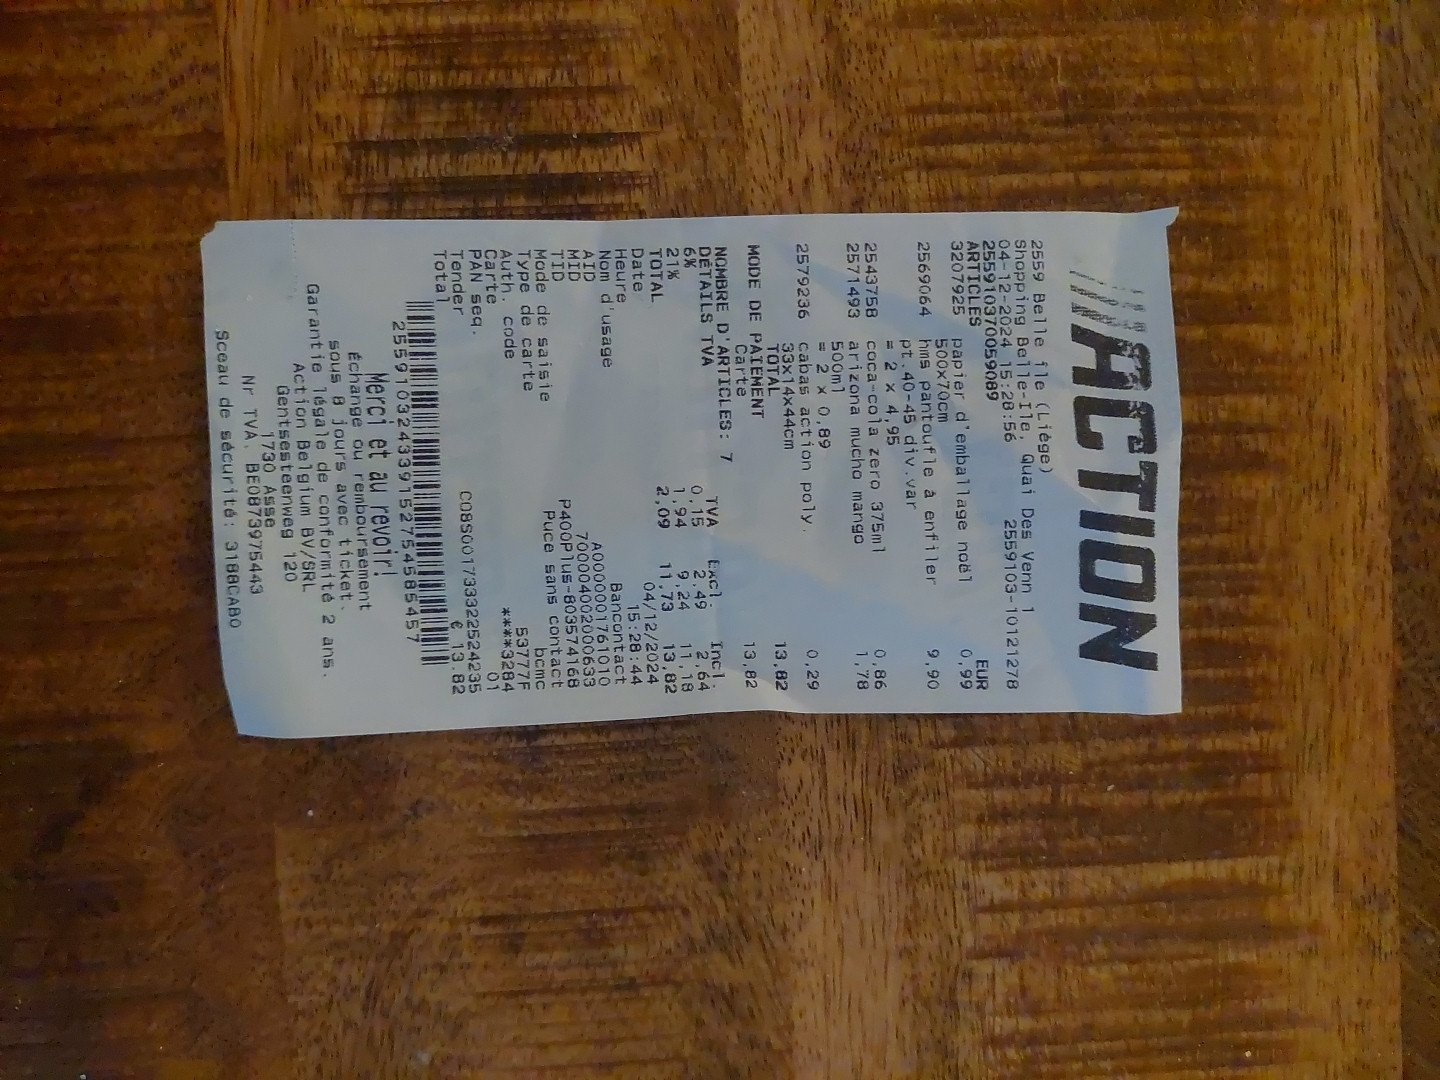 ACTION
2559 Belle île (Liège)
Shopping Belle-Ile, Quai Des Venn 1
04-12-2024 15:28:56 2559103-10121278
2559103700059089
ARTICLES EUR
3207925 papier d'emballage noël 0,99
500x70cm
2569064 hms pantoufle à enfiler 9,90
pt.40-45 div.var
= 2 x 4,95
2543758 coca-cola zero 375ml 0,86
2571493 arizona mucho mango 1,78
500ml
= 2 x 0,89
2579236 cabas action poly. 0,29
33x14x44cm
TOTAL 13,82
MODE DE PAIEMENT
Carte 13,82
NOMBRE D'ARTICLES: 7
DÉTAILS TVA TVA Excl. Incl.
6% 0,15 2,49 2,64
21% 1,94 9,24 11,18
TOTAL 2,09 11,73 13,82
Date 04/12/2024
Heure 15:28:44
Nom d'usage Bancontact
AID A0000001761010
MID 70000402000633
TID P400Plus-80357416B
Mode de saisie Puce sans contact
Type de carte bcmc
Auth. code 53777F
Carte ****3284
PAN seq. 01
Tender C08S0017333225242​35
Total € 13.82
2559103243391527545854​57
Merci et au revoir!
Échange ou remboursement
sous 8 jours avec ticket.
Garantie légale de conformité 2 ans.
Action Belgium BV/SRL
Gentsesteenweg 120
1730 Asse
Nr TVA. BE0873975443
Sceau de sécurité: 3188CAB0